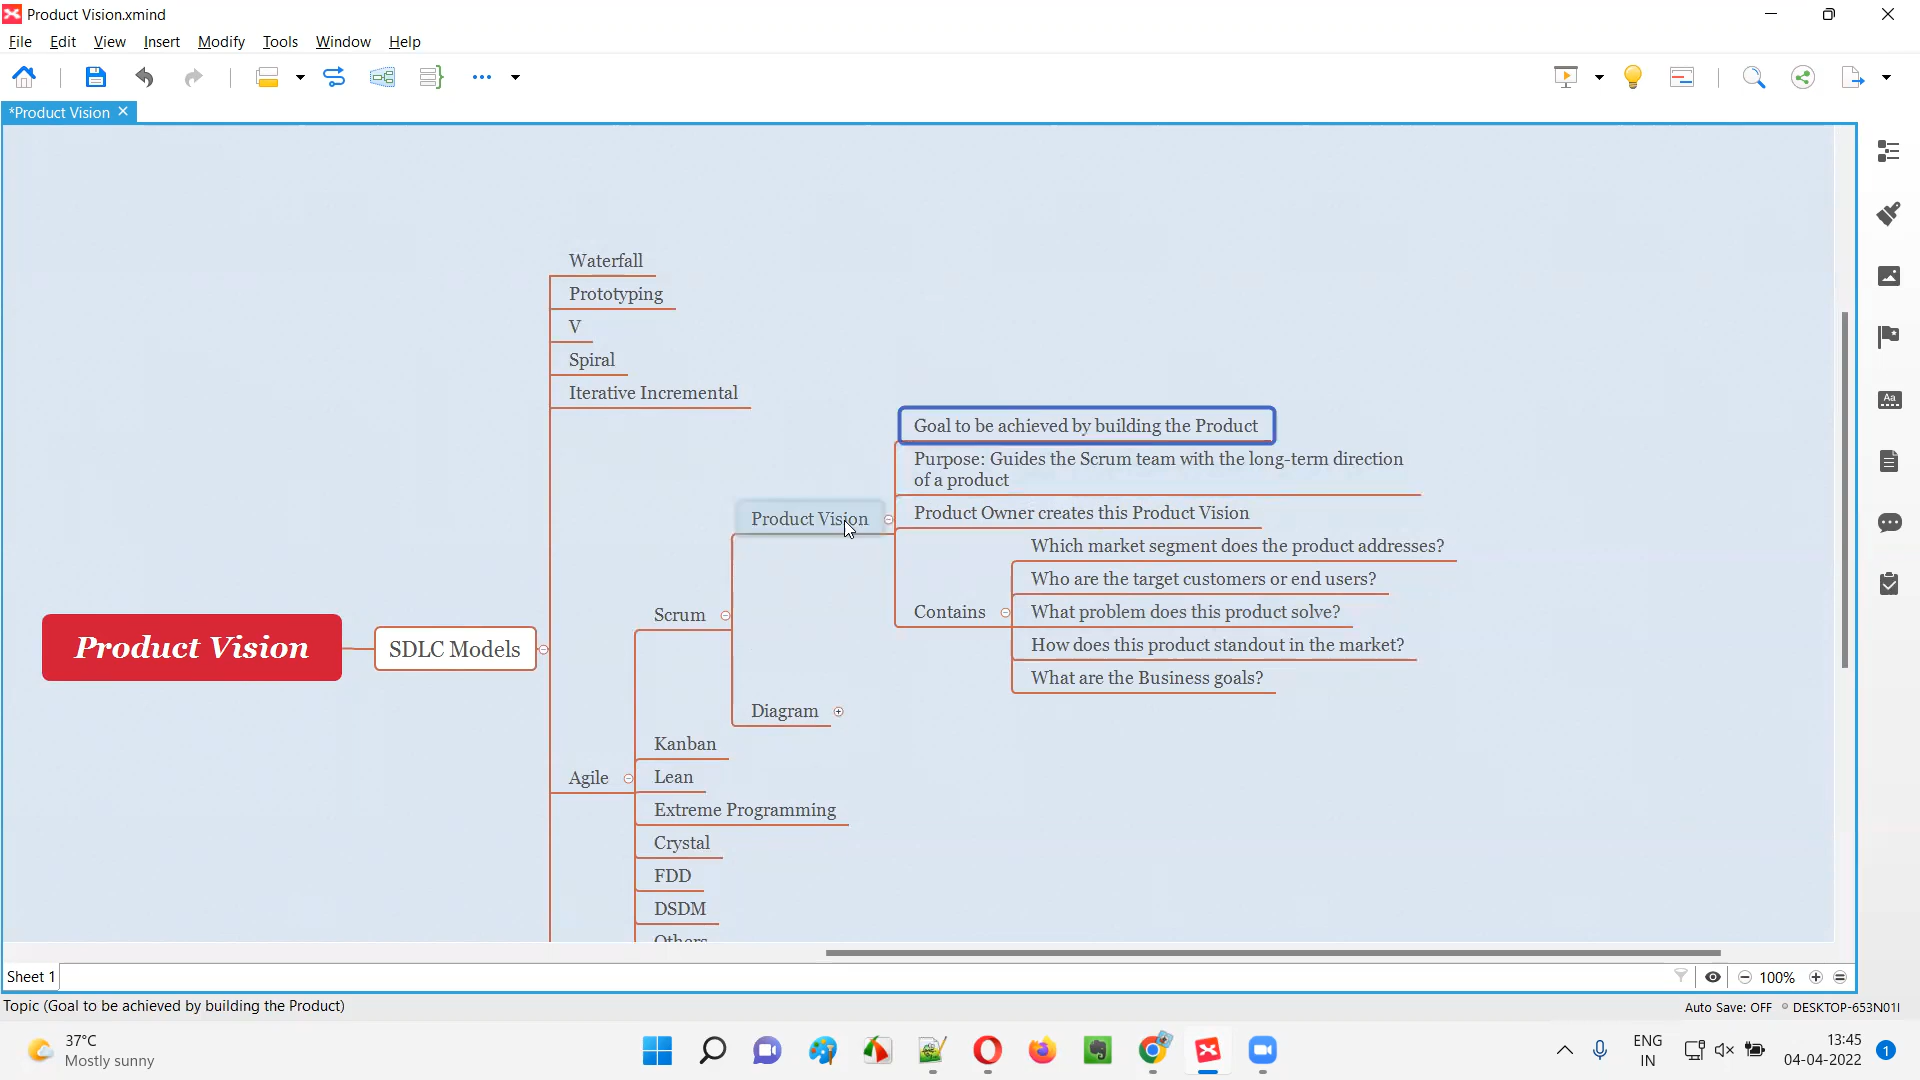 Product Vision.xmind
File Edit View Insert Modify Tools Window Help
*Product Vision
Waterfall
Prototyping
V
Spiral
Iterative Incremental
Goal to be achieved by building the Product
Purpose: Guides the Scrum team with the long-term direction
of a product
Product Vision
Product Owner creates this Product Vision
Which market segment does the product addresses?
Who are the target customers or end users?
Contains
What problem does this product solve?
Scrum
How does this product standout in the market?
Product Vision
SDLC Models
What are the Business goals?
Diagram
Kanban
Agile
Lean
Extreme Programming
Crystal
FDD
DSDM
Others
Sheet 1
100%
Topic (Goal to be achieved by building the Product)
Auto Save: OFF
DESKTOP-653N01I
37°C
Mostly sunny
Aa
ENG
IN
13:45
04-04-2022
1